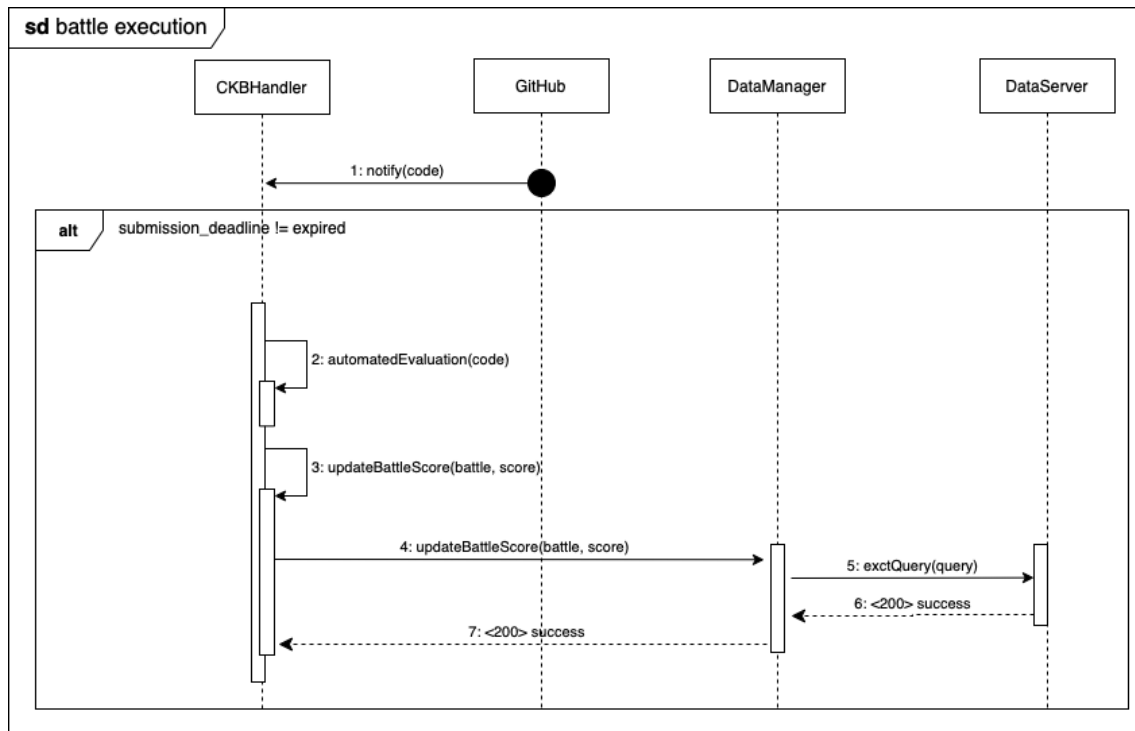 sd battle execution
CKBHandler
GitHub
DataManager
DataServer
1: notify(code)
alt
submission_deadline != expired
2: automatedEvaluation(code)
3: updateBattleScore(battle, score)
4: updateBattleScore(battle, score)
5: exctQuery(query)
6: <200> success
7: <200> success